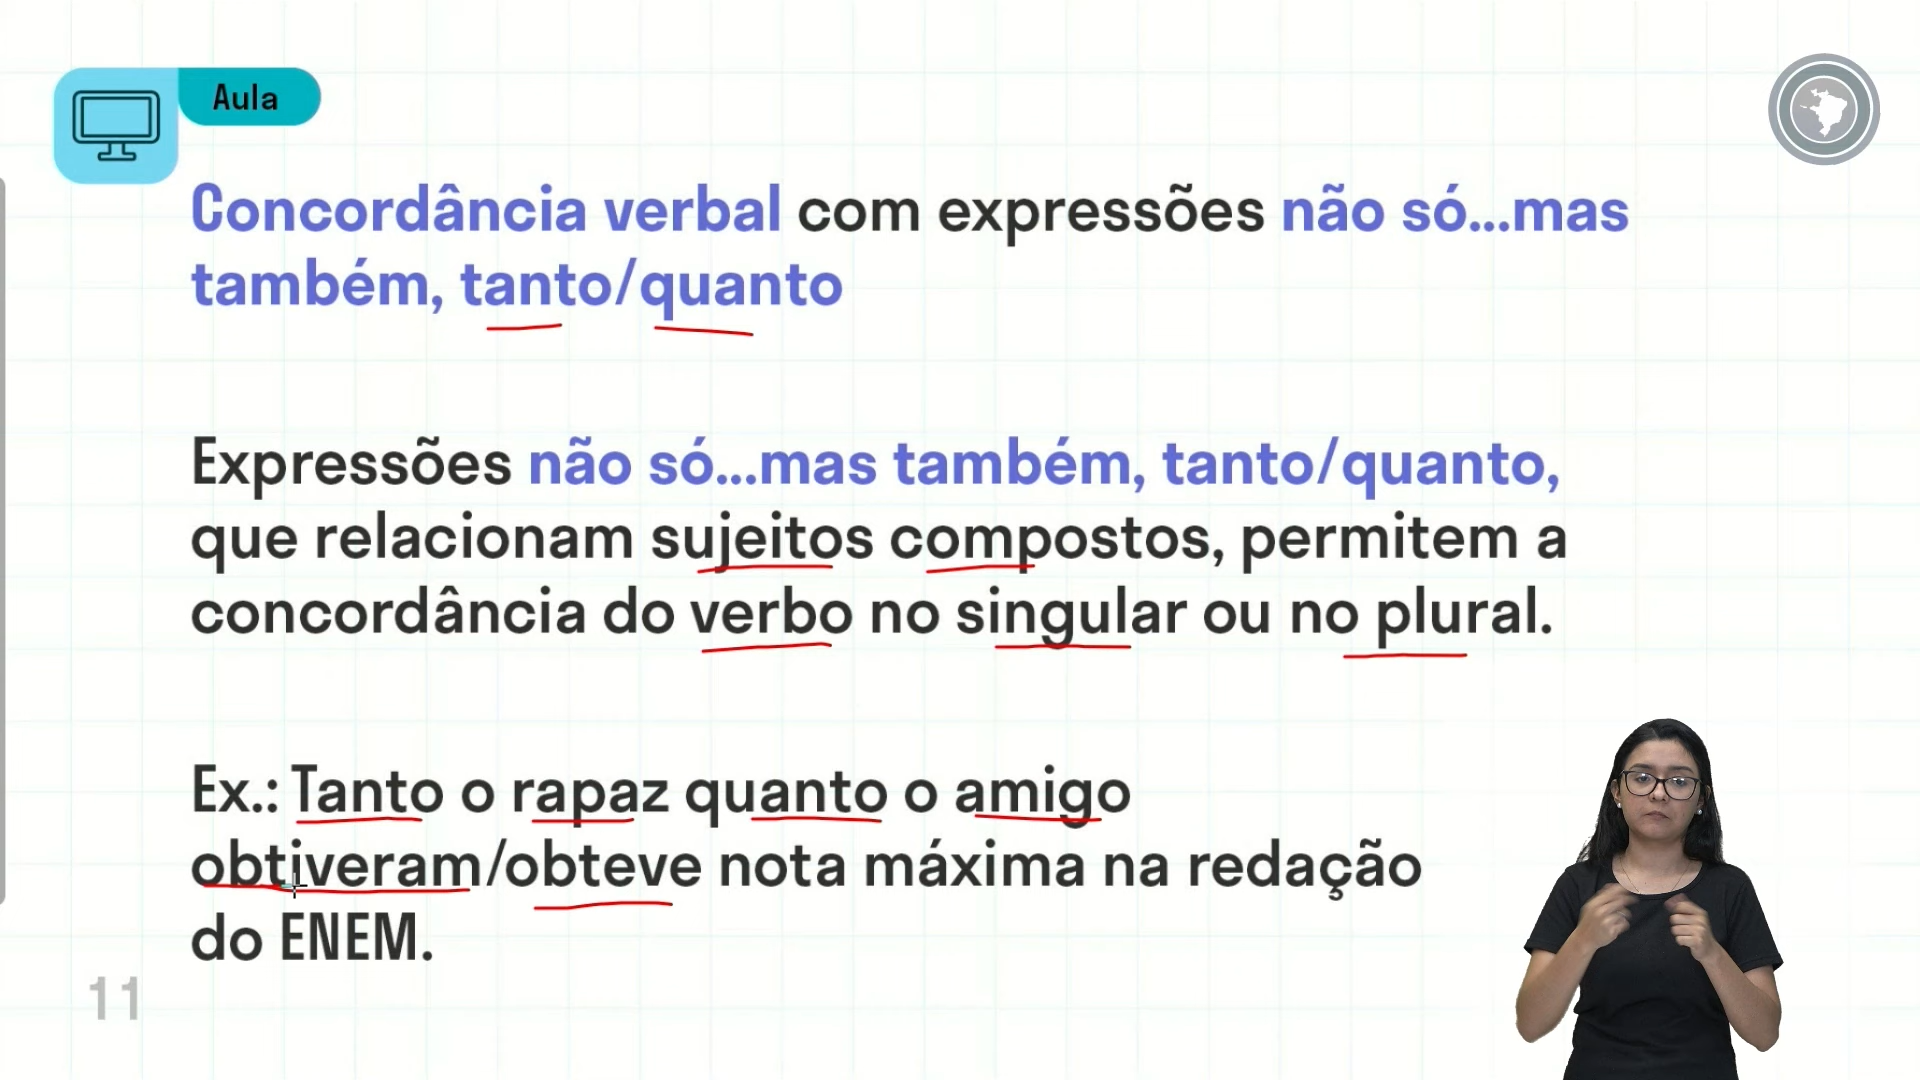 Aula
Concordância verbal com expressões não só...mas
também, tanto/quanto
Expressões não só...mas também, tanto/quanto,
que relacionam sujeitos compostos, permitem a
concordância do verbo no singular ou no plural.
Ex.: Tanto o rapaz quanto o amigo
obtiveram/obteve nota máxima na redação
do ENEM.
11